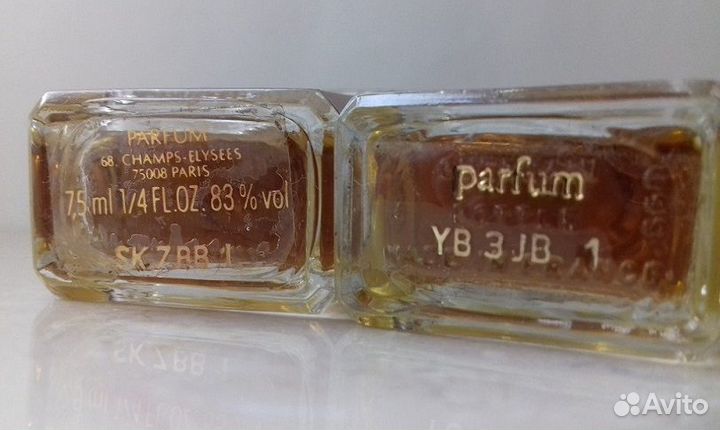 PARFUM
68, CHAMPS-ELYSEES
75008 PARIS
7,5 ml 1/4 FL.OZ. 83 % vol
SK 7 BB 1
parfum
YB 3 JB 1
Avito